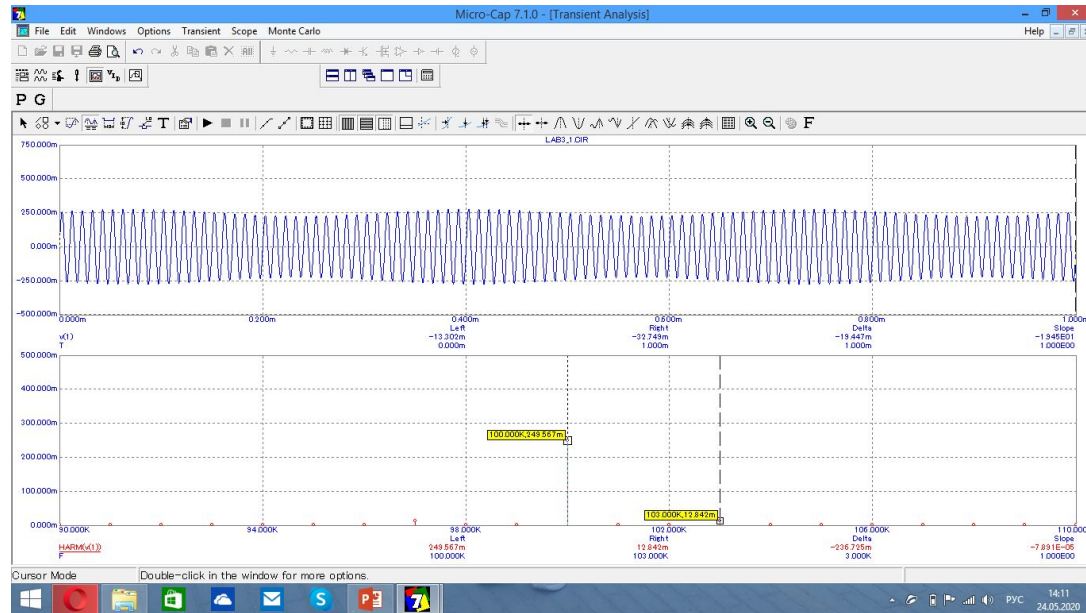 Micro-Cap 7.1.0 - [Transient Analysis]
File Edit Windows Options Transient Scope Monte Carlo Help
P G
T F
LAB3_1.CIR
750.000m
500.000m
250.000m
0.000m
-250.000m
-500.000m
0.000m 0.200m 0.400m 0.600m 0.800m 1.000m
Left Right Delta Slope
v(1) -13.302m -32.749m -19.447m -1.945E01
T 0.000m 1.000m 1.000m 1.000E00
500.000m
400.000m
300.000m
100.000K,249.567m
200.000m
100.000m
103.000K,12.842m
0.000m
90.000K 94.000K 98.000K 102.000K 106.000K 110.000
Left Right Delta Slope
HARM(v(1)) 249.567m 12.842m -236.725m -7.891E-05
F 100.000K 103.000K 3.000K 1.000E00
Cursor Mode Double-click in the window for more options.
РУС 14:11
24.05.2020